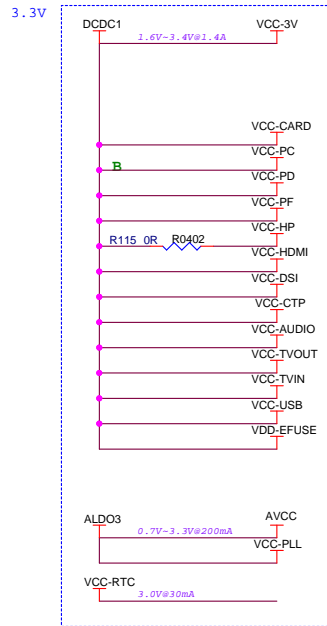 3.3V
DCDC1 VCC-3V
1.6V~3.4V@1.4A
VCC-CARD
VCC-PC
B
VCC-PD
VCC-PF
VCC-HP
R115 0R R0402
VCC-HDMI
VCC-DSI
VCC-CTP
VCC-AUDIO
VCC-TVOUT
VCC-TVIN
VCC-USB
VDD-EFUSE
ALDO3 AVCC
0.7V~3.3V@200mA
VCC-PLL
VCC-RTC
3.0V@30mA